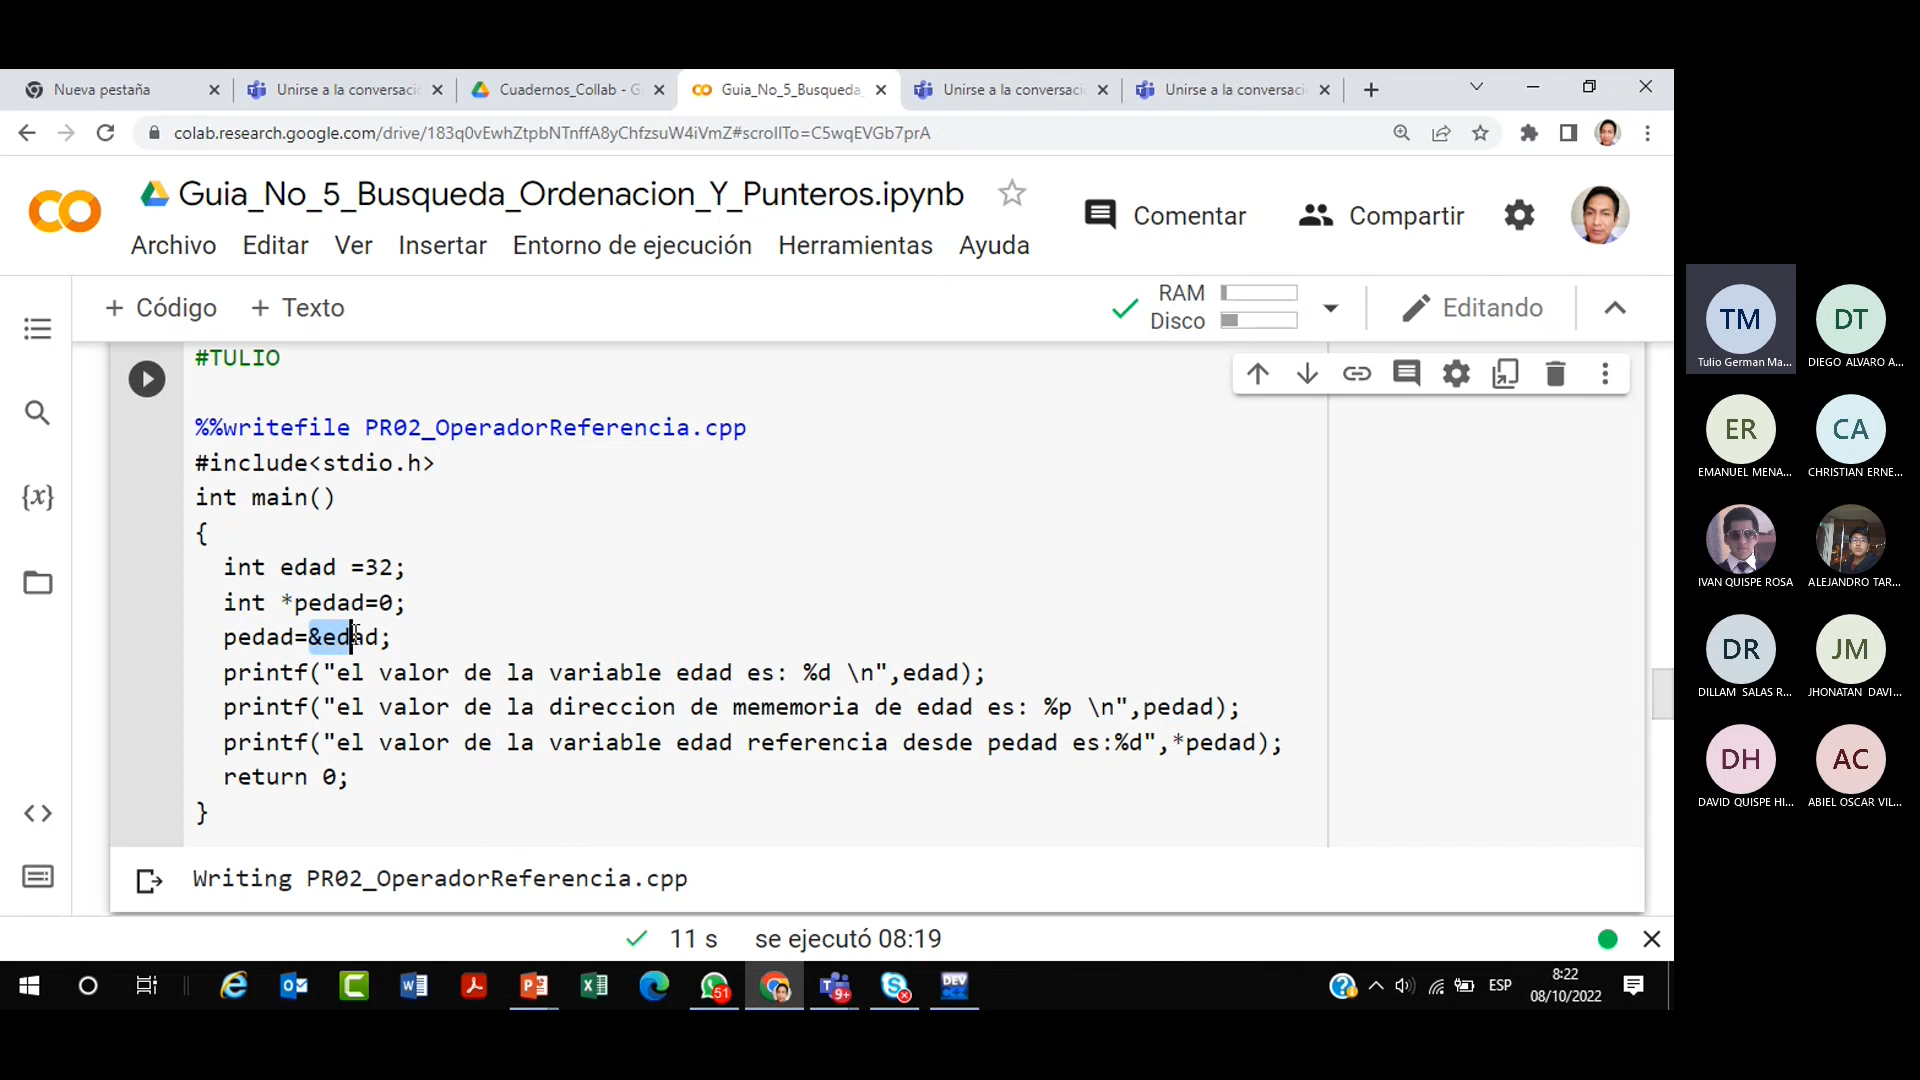 Nueva pestaña
Unirse a la conversaci
Cuadernos_Collab - G
Guia_No_5_Busqueda_
Unirse a la conversaci
Unirse a la conversaci
colab.research.google.com/drive/183q0vEwhZtpbNTnffA8yChfzsuW4iVmZ#scrollTo=C5wqEVGb7prA
Guia_No_5_Busqueda_Ordenacion_Y_Punteros.ipynb
Comentar
Compartir
Archivo Editar Ver Insertar Entorno de ejecución Herramientas Ayuda
+ Código + Texto
RAM
Disco
Editando
#TULIO
%%writefile PR02_OperadorReferencia.cpp
#include<stdio.h>
int main()
{
int edad =32;
int *pedad=0;
pedad=&edad;
printf("el valor de la variable edad es: %d \n",edad);
printf("el valor de la direccion de mememoria de edad es: %p \n",pedad);
printf("el valor de la variable edad referencia desde pedad es:%d",*pedad);
return 0;
}
Writing PR02_OperadorReferencia.cpp
11 s se ejecutó 08:19
51
9+
DEV
ESP
8:22
08/10/2022
TM
Tulio German Ma...
DT
DIEGO ALVARO A...
ER
EMANUEL MENA...
CA
CHRISTIAN ERNE...
IVAN QUISPE ROSA
ALEJANDRO TAR...
DR
DILLAM SALAS R...
JM
JHONATAN DAVI...
DH
DAVID QUISPE HI...
AC
ABIEL OSCAR VIL...